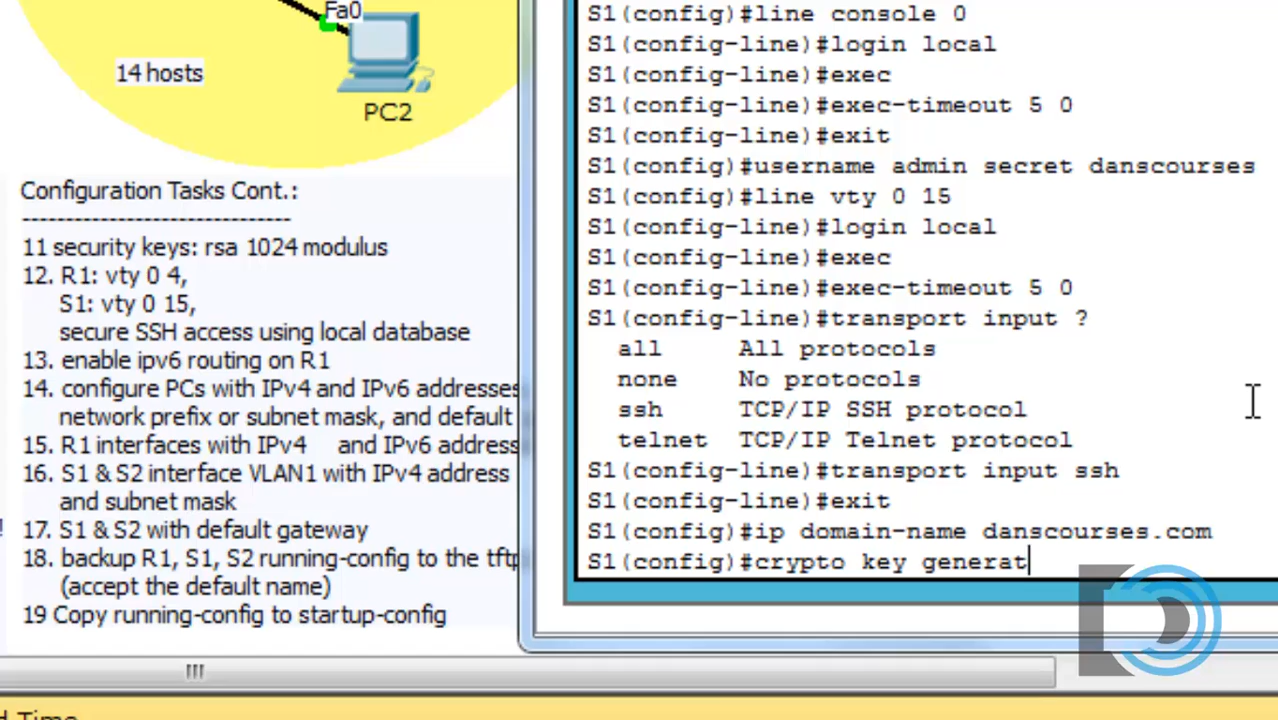 Fa0
14 hosts
PC2
Configuration Tasks Cont.:
-------------------------------
11 security keys: rsa 1024 modulus
12. R1: vty 0 4,
S1: vty 0 15,
secure SSH access using local database
13. enable ipv6 routing on R1
14. configure PCs with IPv4 and IPv6 addresses
network prefix or subnet mask, and default
15. R1 interfaces with IPv4 and IPv6 address
16. S1 & S2 interface VLAN1 with IPv4 address
and subnet mask
17. S1 & S2 with default gateway
18. backup R1, S1, S2 running-config to the tftp
(accept the default name)
19 Copy running-config to startup-config
S1(config)#line console 0
S1(config-line)#login local
S1(config-line)#exec
S1(config-line)#exec-timeout 5 0
S1(config-line)#exit
S1(config)#username admin secret danscourses
S1(config)#line vty 0 15
S1(config-line)#login local
S1(config-line)#exec
S1(config-line)#exec-timeout 5 0
S1(config-line)#transport input ?
all All protocols
none No protocols
ssh TCP/IP SSH protocol
telnet TCP/IP Telnet protocol
S1(config-line)#transport input ssh
S1(config-line)#exit
S1(config)#ip domain-name danscourses.com
S1(config)#crypto key generat
Time